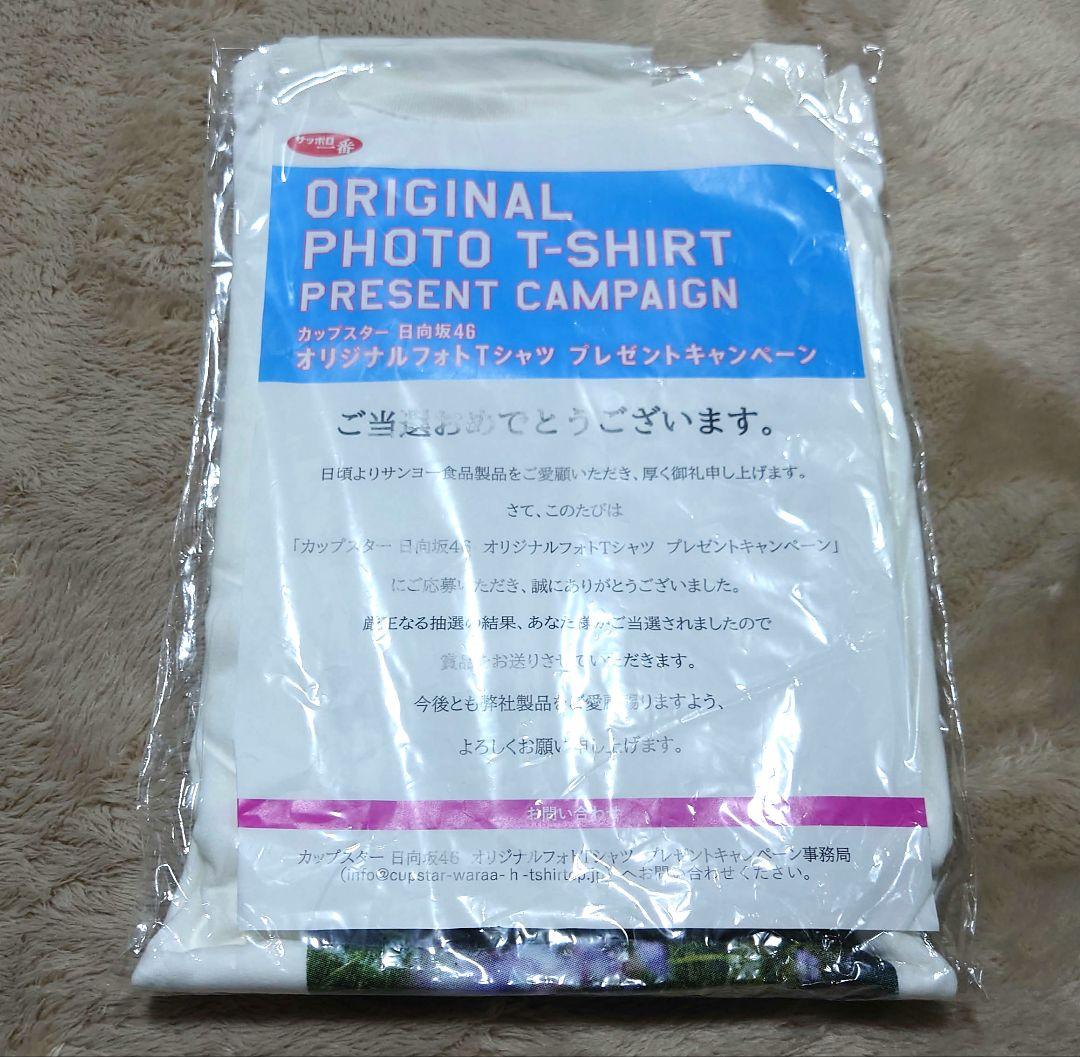 サッポロ一番
ORIGINAL
PHOTO T-SHIRT
PRESENT CAMPAIGN
カップスター 日向坂46
オリジナルフォトTシャツ プレゼントキャンペーン
ご当選おめでとうございます。
日頃よりサンヨー食品製品をご愛顧いただき、厚く御礼申し上げます。
さて、このたびは
「カップスター 日向坂46 オリジナルフォトTシャツ プレゼントキャンペーン」
にご応募いただき、誠にありがとうございました。
厳正なる抽選の結果、あなた様がご当選されましたので
賞品をお送りさせていただきます。
今後とも弊社製品をご愛顧賜りますよう、
よろしくお願い申し上げます。
お問い合わせ
カップスター 日向坂46 オリジナルフォトTシャツ プレゼントキャンペーン事務局
へお問い合わせください。